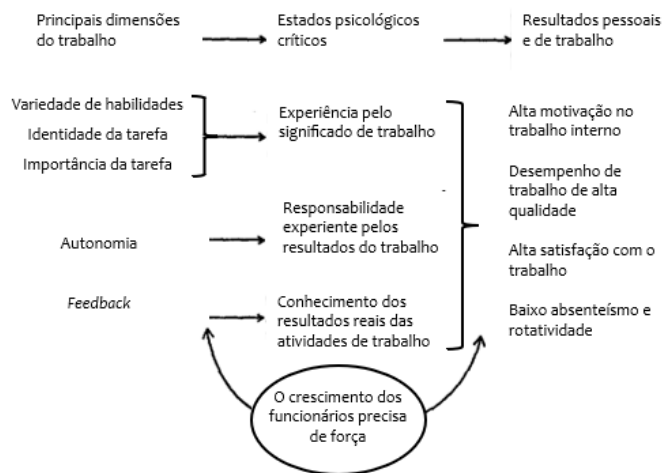 Principais dimensões
do trabalho
Estados psicológicos
críticos
Resultados pessoais
e de trabalho
Variedade de habilidades
Identidade da tarefa
Importância da tarefa
Experiência pelo
significado de trabalho
Alta motivação no
trabalho interno
Desempenho de
trabalho de alta
qualidade
Autonomia
Responsabilidade
experiente pelos
resultados do trabalho
Alta satisfação com o
trabalho
Feedback
Conhecimento dos
resultados reais das
atividades de trabalho
Baixo absenteísmo e
rotatividade
O crescimento dos
funcionários precisa
de força